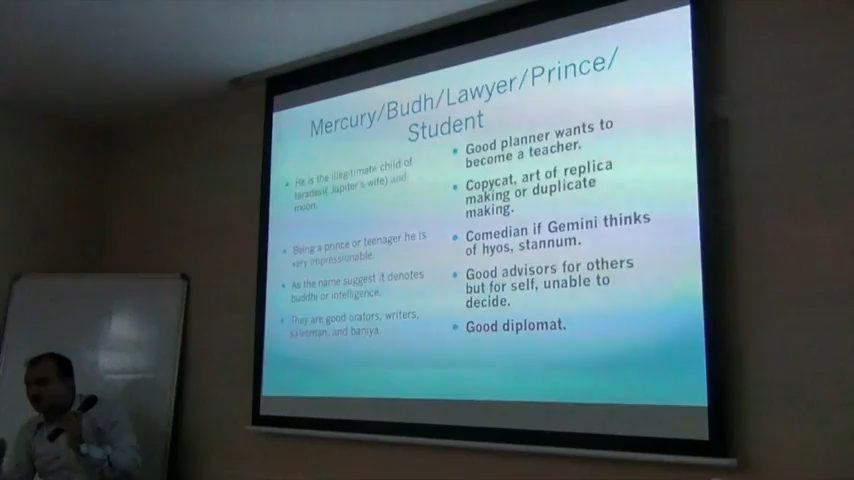 Mercury/Budh/Lawyer/Prince/
Student
• He is the illegitimate child of
taradevi( Jupiter's wife) and
moon.
• Being a prince or teenager he is
very impressionable.
• As the name suggest it denotes
buddhi or intelligence.
• They are good orators, writers,
salesman, and baniya.
• Good planner wants to
become a teacher.
• Copycat, art of replica
making or duplicate
making.
• Comedian if Gemini thinks
of hyos, stannum.
• Good advisors for others
but for self, unable to
decide.
• Good diplomat.